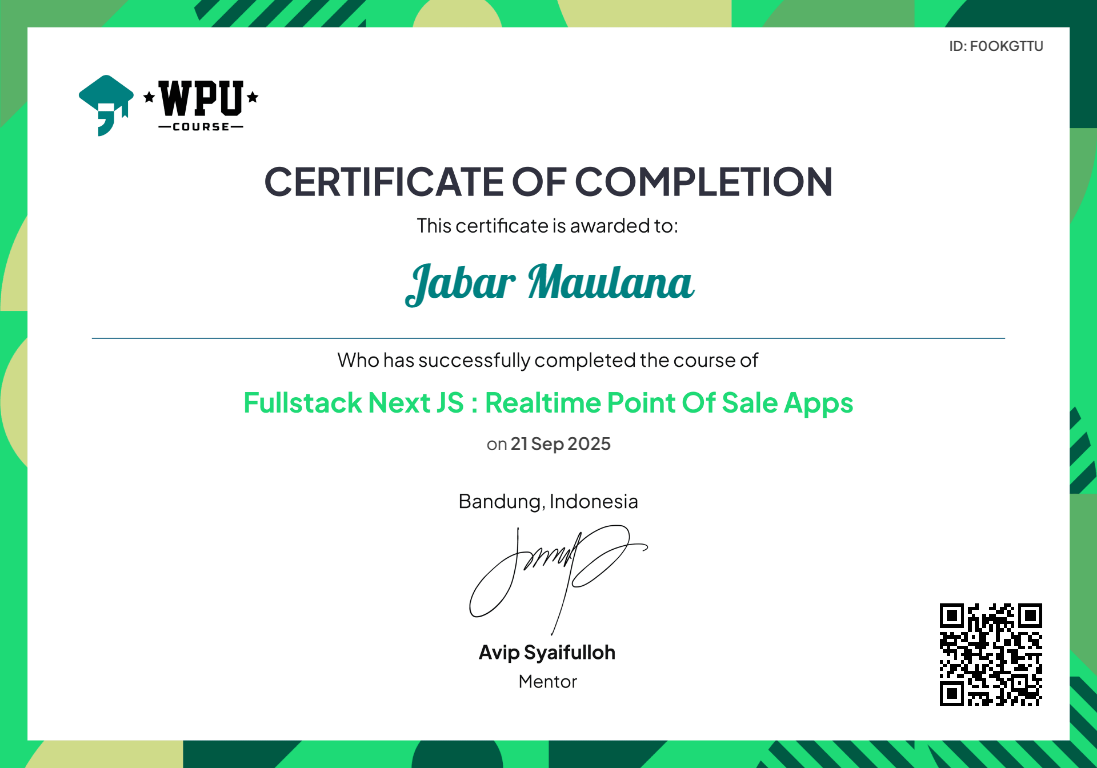 ID: F0OKGTTU
WPU
COURSE
CERTIFICATE OF COMPLETION
This certificate is awarded to:
Jabar Maulana
Who has successfully completed the course of
Fullstack Next JS : Realtime Point Of Sale Apps
on 21 Sep 2025
Bandung, Indonesia
Avip Syaifulloh
Mentor